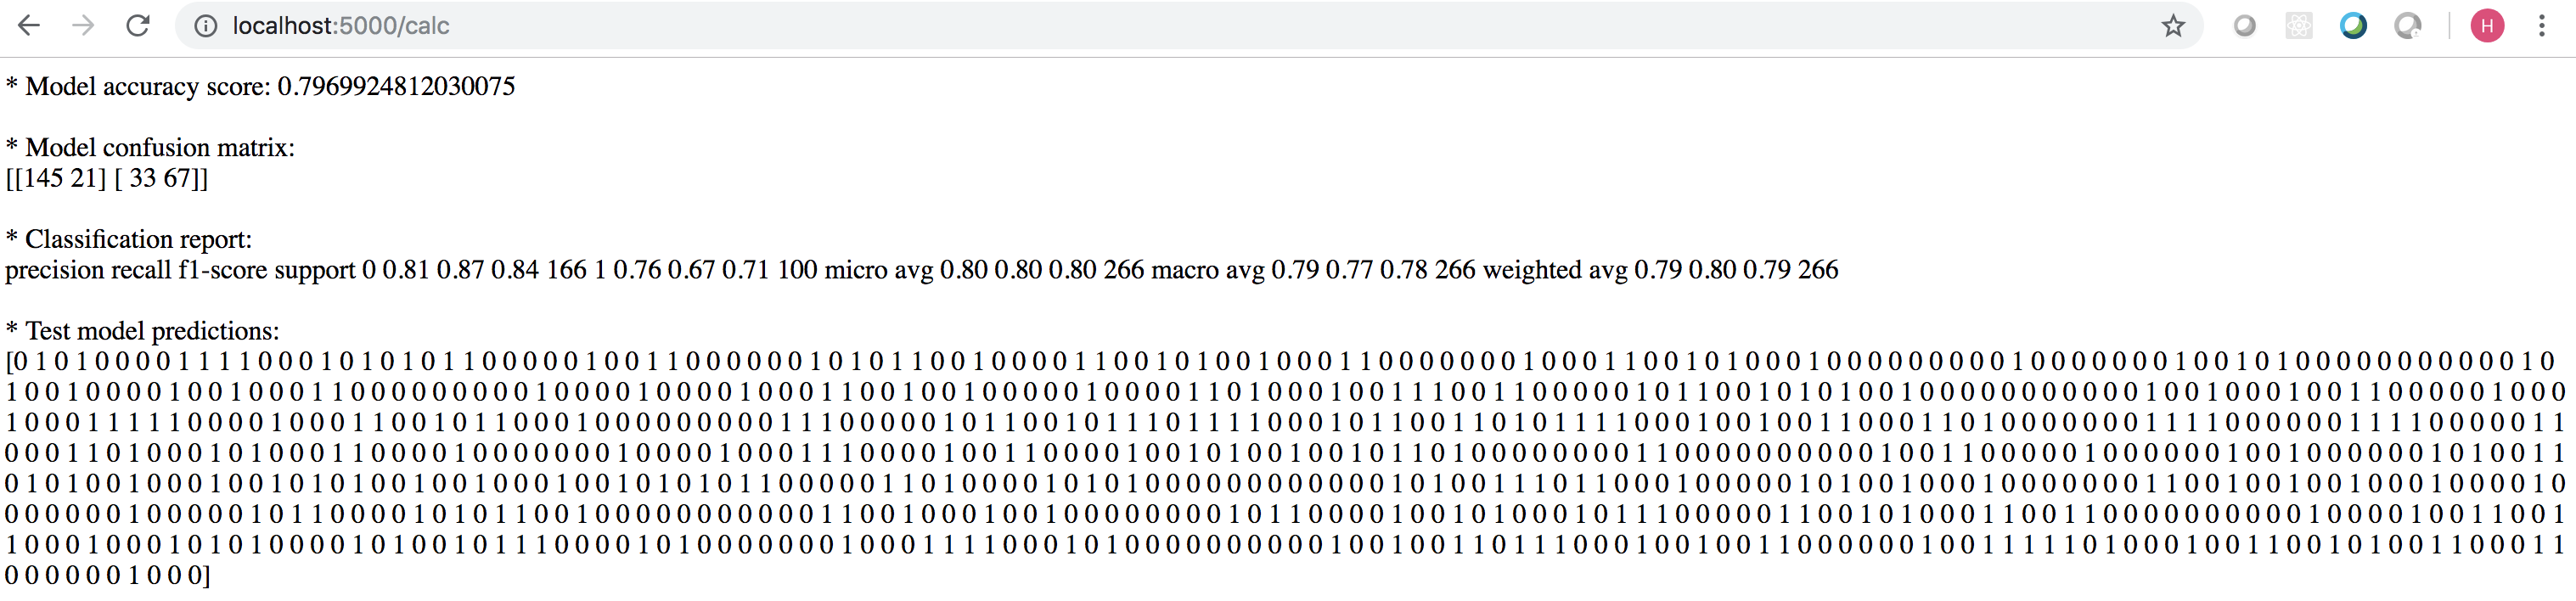 localhost:5000/calc
H
* Model accuracy score: 0.7969924812030075
* Model confusion matrix:
[[145 21] [ 33 67]]
* Classification report:
precision recall f1-score support 0 0.81 0.87 0.84 166 1 0.76 0.67 0.71 100 micro avg 0.80 0.80 0.80 266 macro avg 0.79 0.77 0.78 266 weighted avg 0.79 0.80 0.79 266
* Test model predictions:
[0 1 0 1 0 0 0 0 1 1 1 1 0 0 0 1 0 1 0 1 0 1 1 0 0 0 0 0 1 0 0 1 1 0 0 0 0 0 0 1 0 1 0 1 1 0 0 1 0 0 0 0 1 1 0 0 1 0 1 0 0 1 0 0 0 1 1 0 0 0 0 0 0 0 1 0 0 0 1 1 0 0 1 0 1 0 0 0 1 0 0 0 0 0 0 0 0 0 1 0 0 0 0 0 0 0 1 0 0 1 0 1 0 0 0 0 0 0 0 0 0 0 0 1 0
1 0 0 1 0 0 0 0 1 0 0 1 0 0 0 1 1 0 0 0 0 0 0 0 0 0 1 0 0 0 0 1 0 0 0 0 1 0 0 0 1 1 0 0 1 0 0 1 0 0 0 0 0 1 0 0 0 0 1 1 0 1 0 0 0 1 0 0 1 1 1 0 0 1 1 0 0 0 0 0 1 0 1 1 0 0 1 0 1 0 1 0 0 1 0 0 0 0 0 0 0 0 0 0 0 1 0 0 1 0 0 0 1 0 0 1 1 0 0 0 0 0 1 0 0 0
1 0 0 0 1 1 1 1 1 0 0 0 0 1 0 0 0 1 1 0 0 1 0 1 1 0 0 0 1 0 0 0 0 0 0 0 0 0 1 1 1 0 0 0 0 0 1 0 1 1 0 0 1 0 1 1 1 0 1 1 1 1 0 0 0 1 0 1 1 0 0 1 1 0 1 0 1 1 1 1 0 0 0 1 0 0 1 0 0 1 1 0 0 0 1 1 0 1 0 0 0 0 0 0 0 1 1 1 1 0 0 0 0 0 0 1 1 1 1 0 0 0 0 0 1 1
0 0 0 1 1 0 1 0 0 0 1 0 1 0 0 0 1 1 0 0 0 0 1 0 0 0 0 0 0 0 1 0 0 0 0 1 0 0 0 1 1 1 0 0 0 0 1 0 0 1 1 0 0 0 0 1 0 0 1 0 1 0 0 1 0 0 1 0 1 1 0 1 0 0 0 0 0 0 0 0 1 1 0 0 0 0 0 0 0 0 0 0 1 0 0 1 1 0 0 0 0 0 1 0 0 0 0 0 0 1 0 0 1 0 0 0 0 0 0 1 0 1 0 0 1 1
0 1 0 1 0 0 1 0 0 0 1 0 0 1 0 1 0 1 0 0 1 0 0 1 0 0 0 1 0 0 1 0 1 0 1 0 1 1 0 0 0 0 0 1 1 0 1 0 0 0 0 1 0 1 0 1 0 0 0 0 0 0 0 0 0 0 0 0 1 0 1 0 0 1 1 1 0 1 1 0 0 0 1 0 0 0 0 0 1 0 1 0 0 1 0 0 0 1 0 0 0 0 0 0 0 1 1 0 0 1 0 0 1 0 0 1 0 0 0 1 0 0 0 0 1 0
0 0 0 0 0 0 1 0 0 0 0 0 1 0 1 1 0 0 0 0 1 0 1 0 1 1 0 0 1 0 0 0 0 0 0 0 0 0 0 0 1 1 0 0 1 0 0 0 1 0 0 1 0 0 0 0 0 0 0 0 1 0 1 1 0 0 0 0 1 0 0 1 0 1 0 0 0 1 0 1 1 1 0 0 0 0 0 1 1 0 0 1 0 1 0 0 0 1 1 0 0 1 1 0 0 0 0 0 0 0 0 0 0 1 0 0 0 0 1 0 0 1 1 0 0 1
1 0 0 0 1 0 0 0 1 0 1 0 1 0 0 0 0 1 0 1 0 0 1 0 1 1 1 0 0 0 0 1 0 1 0 0 0 0 0 0 0 1 0 0 0 1 1 1 1 0 0 0 1 0 1 0 0 0 0 0 0 0 0 0 0 1 0 0 1 0 0 1 1 0 1 1 1 0 0 0 1 0 0 1 0 0 1 1 0 0 0 0 0 0 1 0 0 1 1 1 1 1 0 1 0 0 0 1 0 0 1 1 0 0 1 0 1 0 0 1 1 0 0 0 1 1
0 0 0 0 0 0 1 0 0 0]